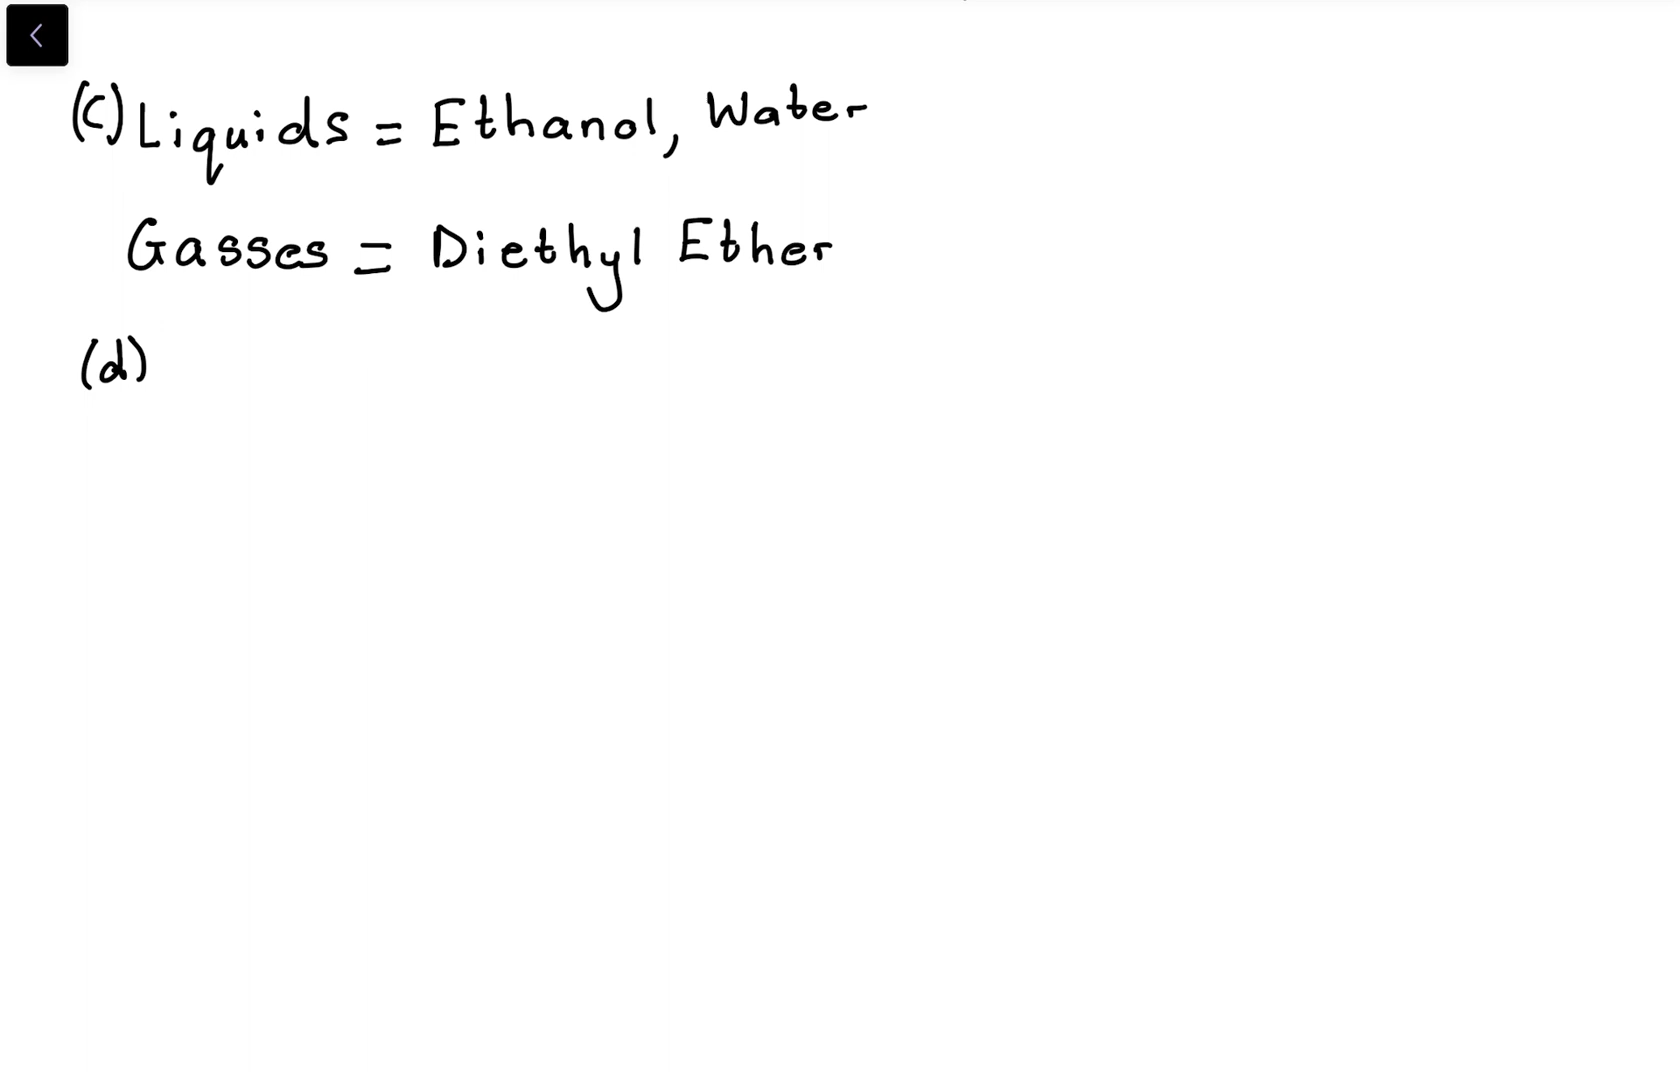 (c) Liquids = Ethanol, Water
Gasses = Diethyl Ether
(d)